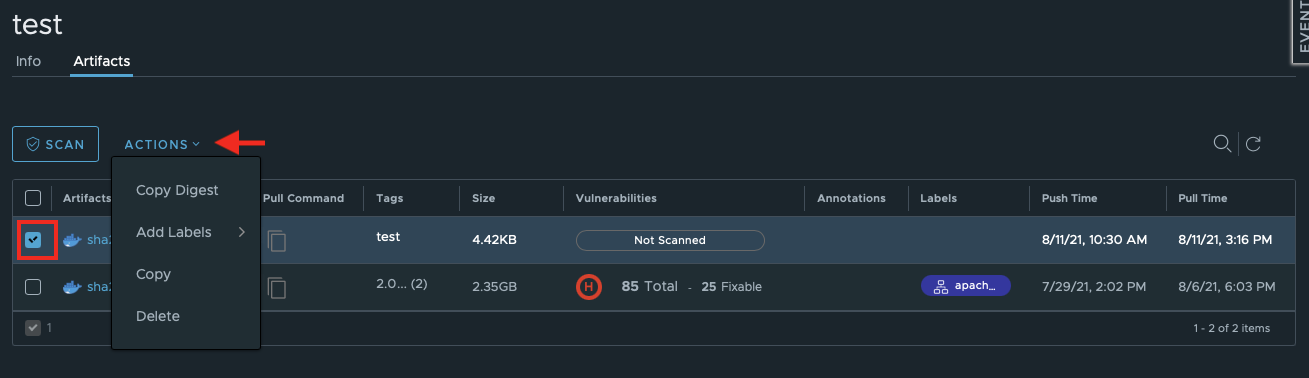 test
EVENT
Info Artifacts
SCAN ACTIONS
Copy Digest
Add Labels
Copy
Delete
Artifacts Pull Command Tags Size Vulnerabilities Annotations Labels Push Time Pull Time
test 4.42KB Not Scanned 8/11/21, 10:30 AM 8/11/21, 3:16 PM
2.0... (2) 2.35GB H 85 Total - 25 Fixable apach... 7/29/21, 2:02 PM 8/6/21, 6:03 PM
1 1 - 2 of 2 items